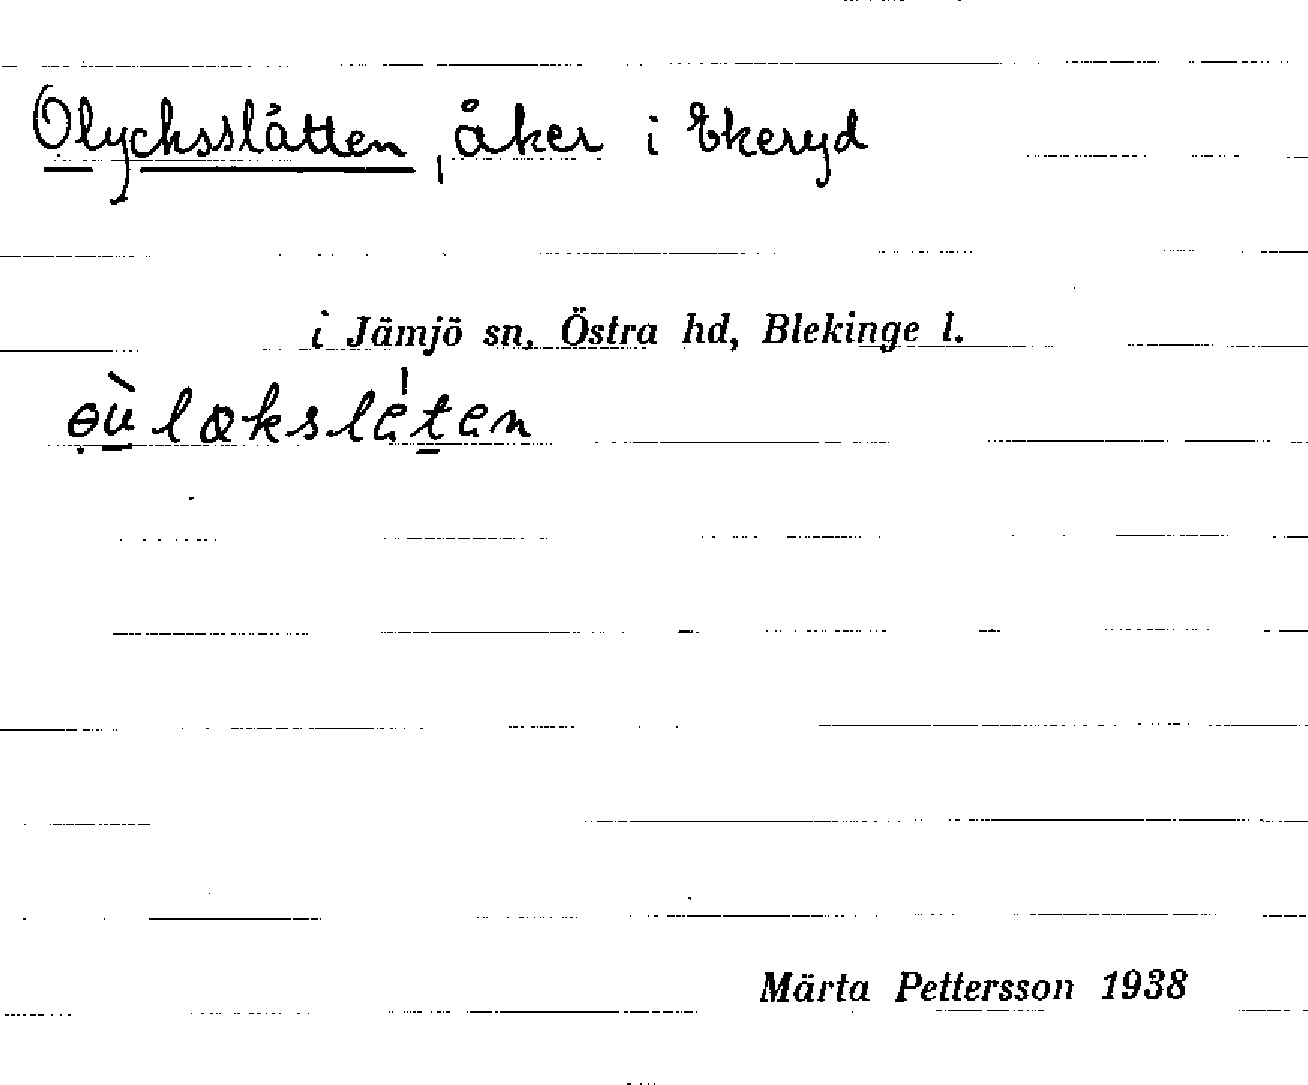 Olycksslåtten, åker i Ekeryd
i Jämjö sn. Östra hd, Blekinge l.
Märta Pettersson 1938